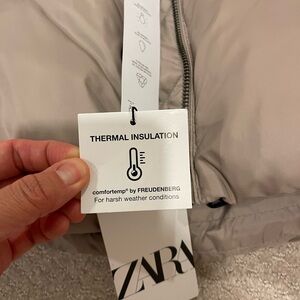 THERMAL INSULATION
comfortemp® by FREUDENBERG
For harsh weather conditions
ZARA